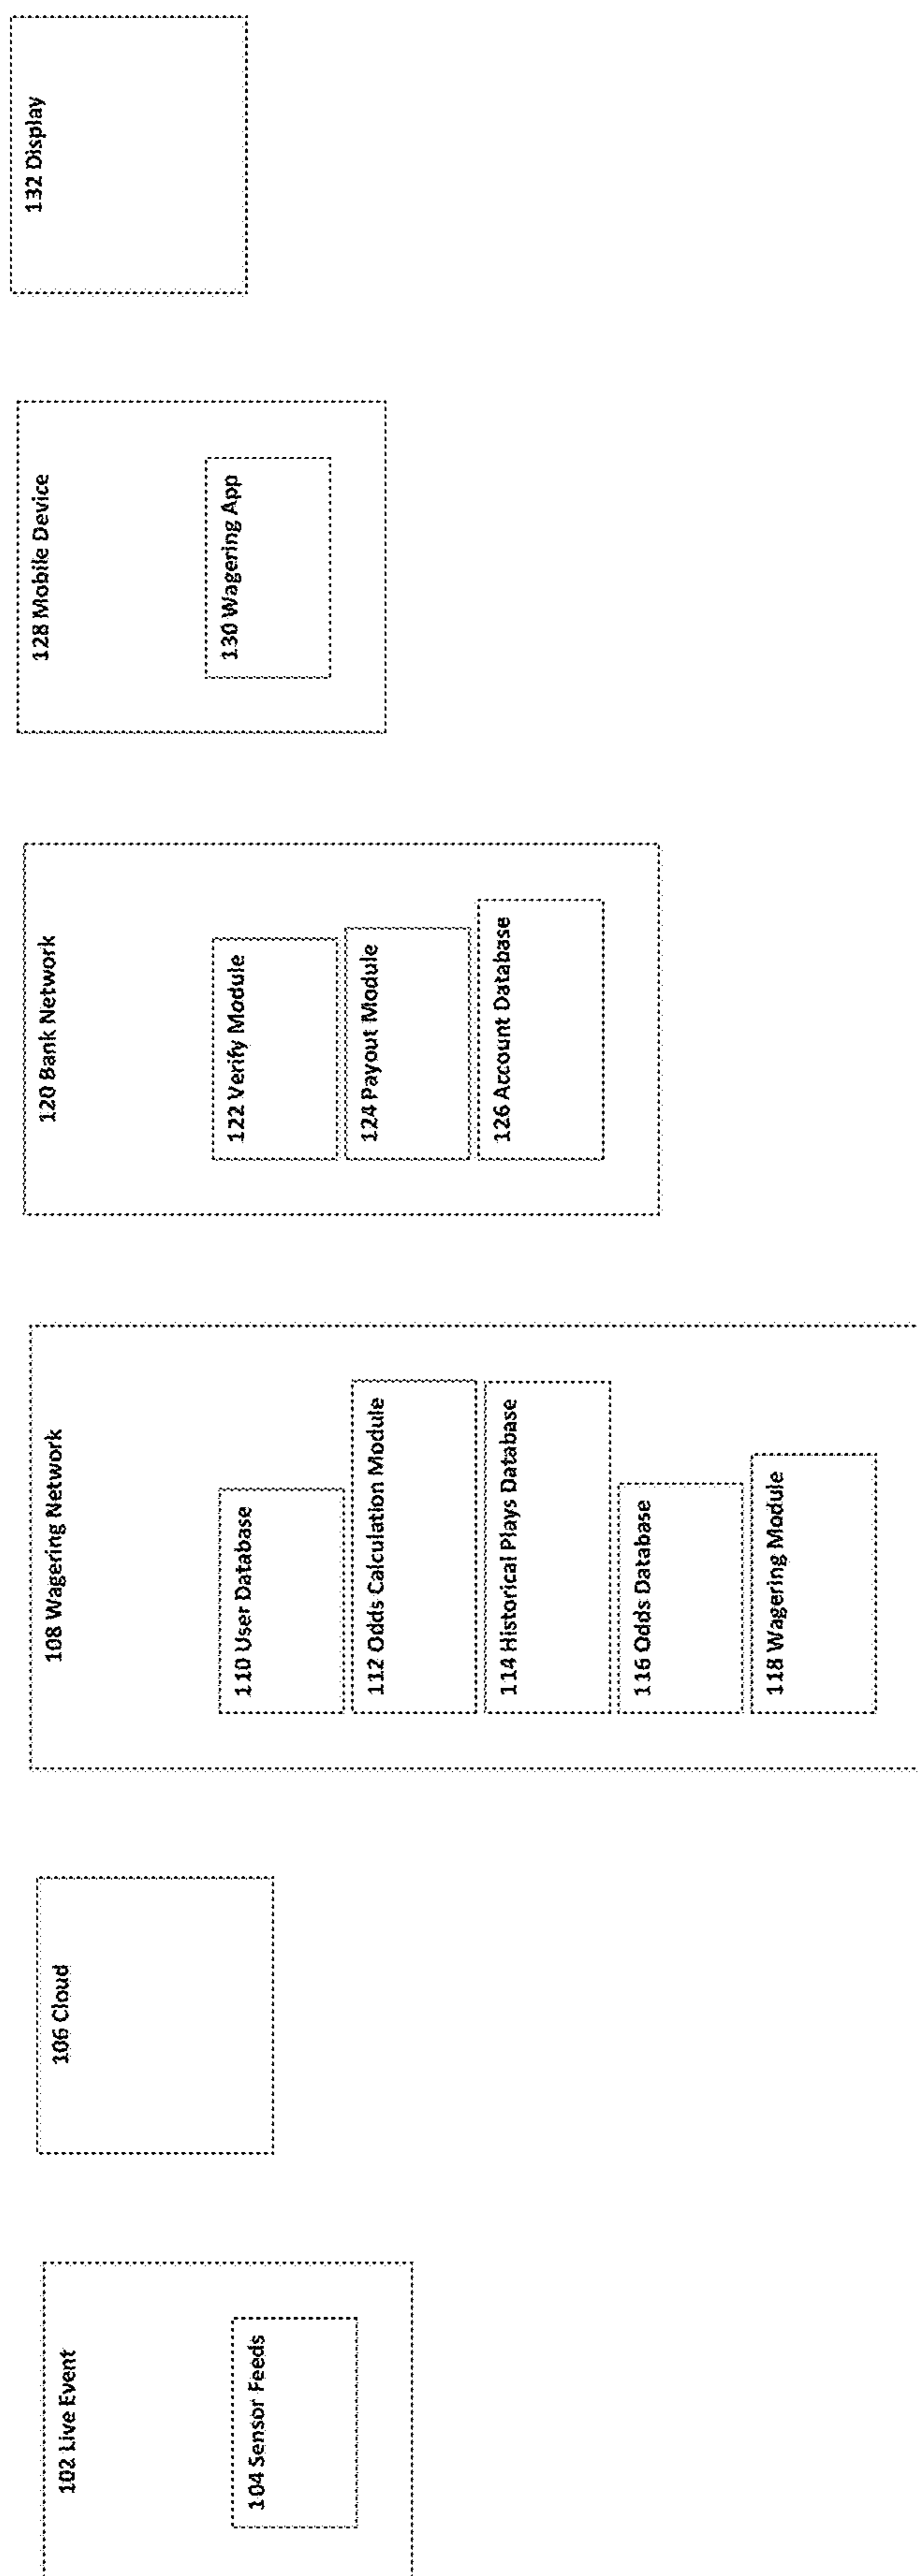 102 Live Event
104 Sensor Feeds
106 Cloud
108 Wagering Network
110 User Database
112 Odds Calculation Module
114 Historical Plays Database
116 Odds Database
118 Wagering Module
120 Bank Network
122 Verify Module
124 Payout Module
126 Account Database
128 Mobile Device
130 Wagering App
132 Display